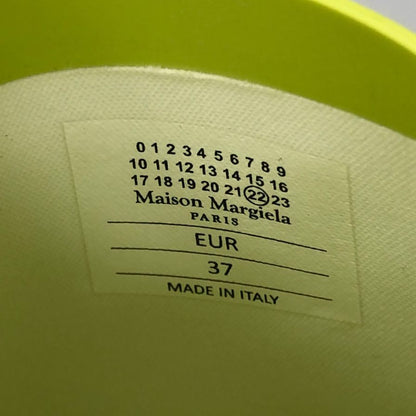 0 1 2 3 4 5 6 7 8 9
10 11 12 13 14 15 16
17 18 19 20 21 22 23
Maison Margiela
PARIS
EUR
37
MADE IN ITALY